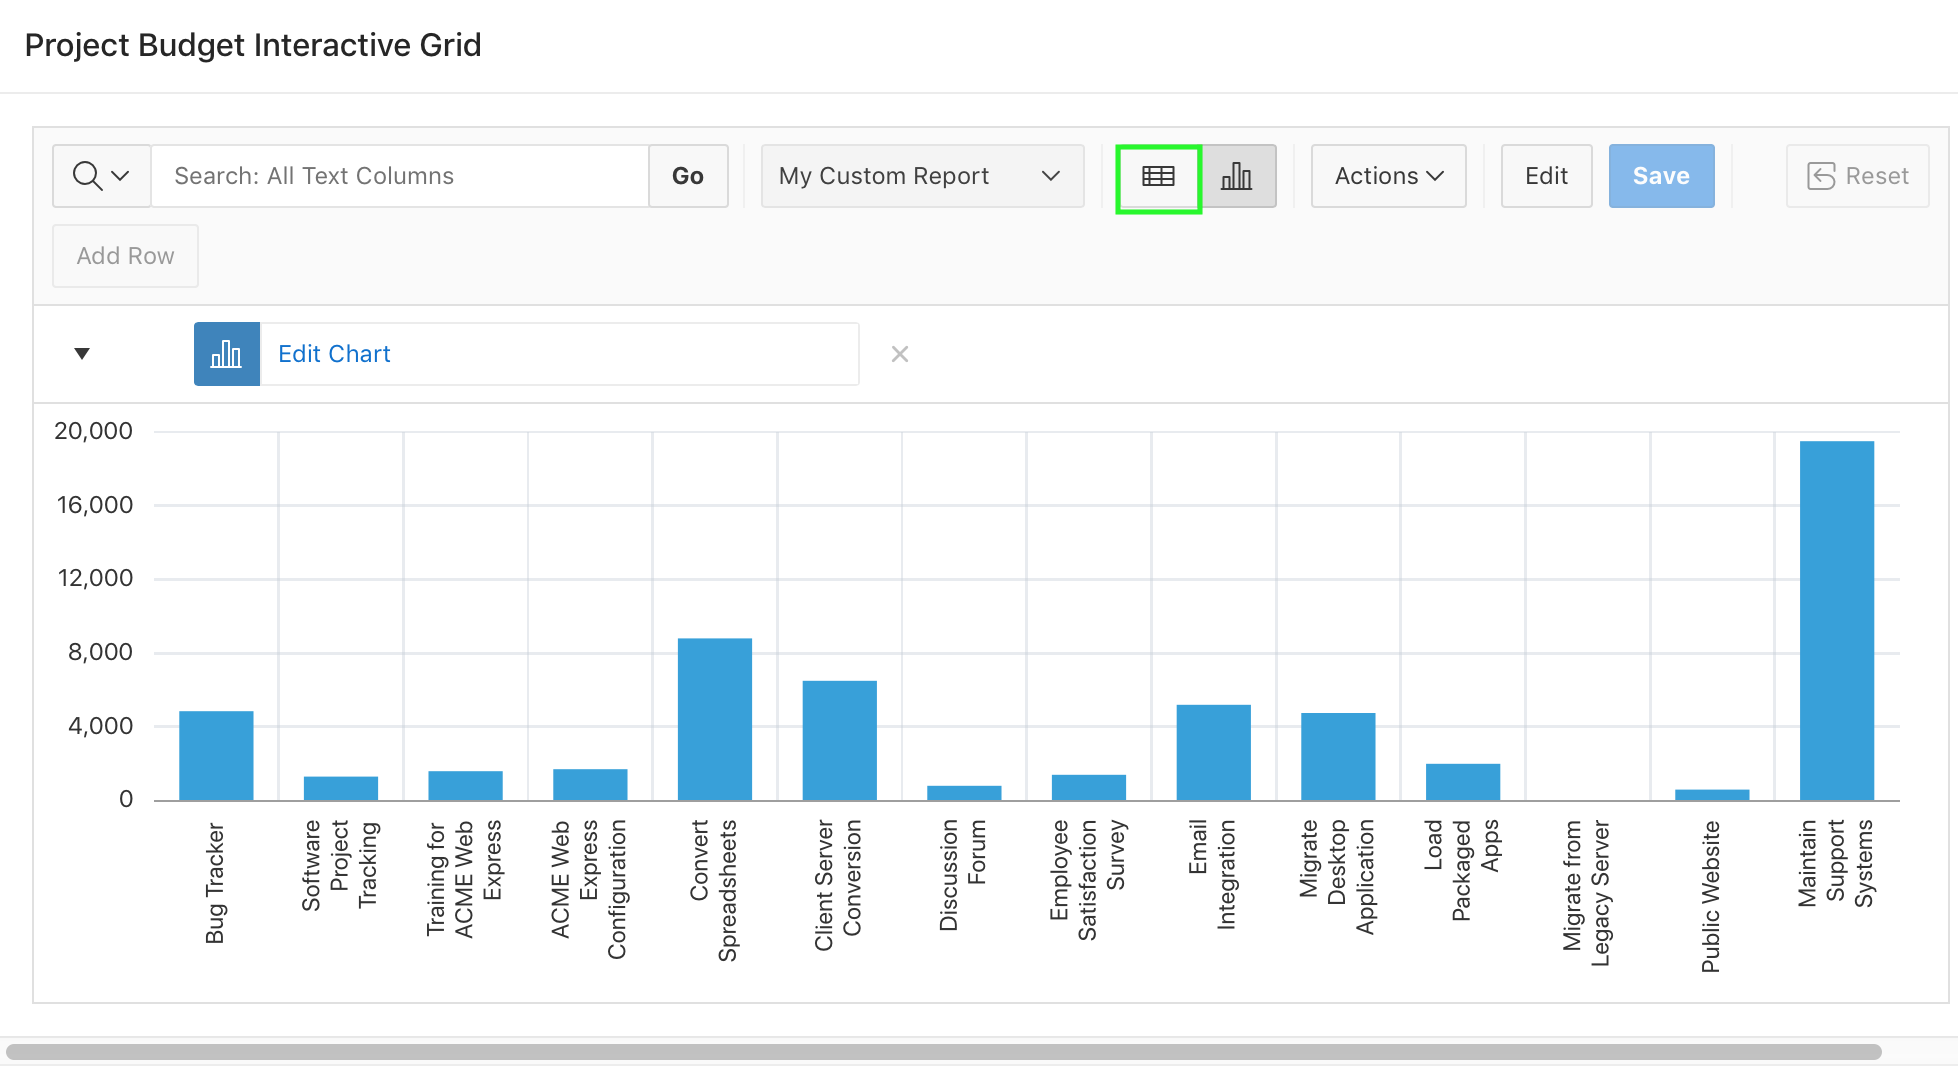 Project Budget Interactive Grid
Search: All Text Columns
Go
My Custom Report
Actions
Edit
Save
Reset
Add Row
Edit Chart
20,000
16,000
12,000
8,000
4,000
0
Bug Tracker
Software
Project
Tracking
Training for
ACME Web
Express
ACME Web
Express
Configuration
Convert
Spreadsheets
Client Server
Conversion
Discussion
Forum
Employee
Satisfaction
Survey
Email
Integration
Migrate
Desktop
Application
Load
Packaged
Apps
Migrate from
Legacy Server
Public Website
Maintain
Support
Systems